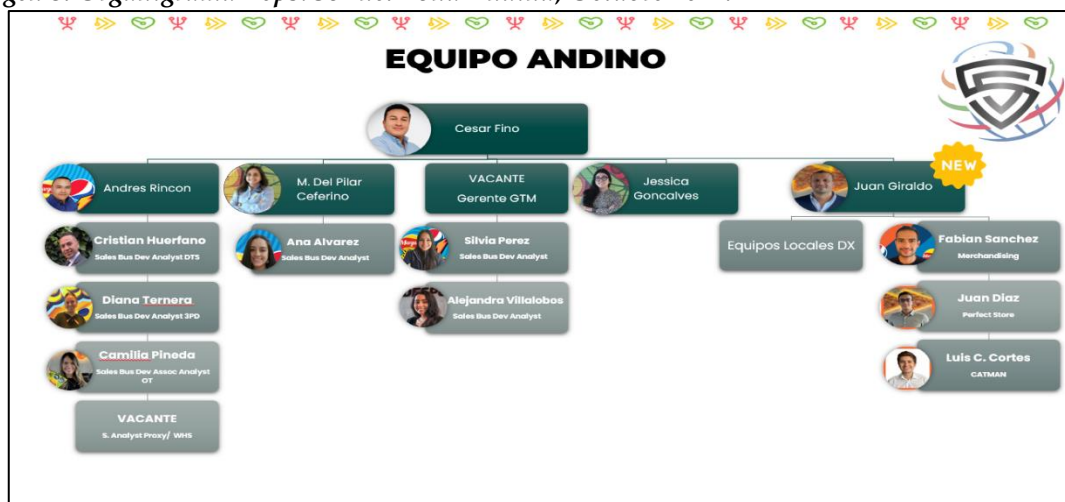 EQUIPO ANDINO
Cesar Fino
NEW
Andres Rincon
M. Del Pilar
Ceferino
VACANTE
Gerente GTM
Jessica
Goncalves
Juan Giraldo
Cristian Huerfano
Sales Bus Dev Analyst DTS
Ana Alvarez
Sales Bus Dev Analyst
Silvia Perez
Sales Bus Dev Analyst
Equipos Locales DX
Fabian Sanchez
Merchandising
Diana Ternera
Sales Bus Dev Analyst 3PD
Alejandra Villalobos
Sales Bus Dev Analyst
Juan Diaz
Perfect Store
Camilia Pineda
Sales Bus Dev Assoc Analyst
OT
Luis C. Cortes
CATMAN
VACANTE
S. Analyst Proxy/ WHS